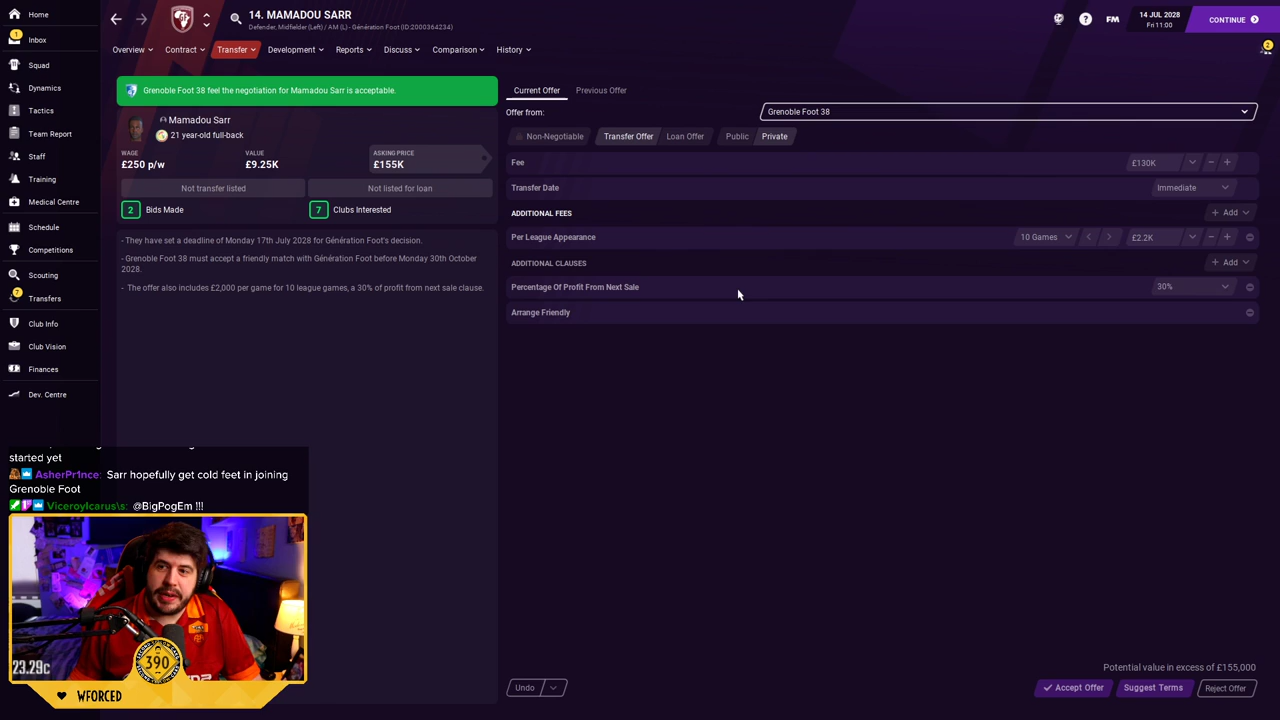 Home
1
Inbox
Squad
Dynamics
Tactics
Team Report
Staff
Training
Medical Centre
Schedule
Competitions
Scouting
7
Transfers
Club Info
Club Vision
Finances
Dev. Centre
14. MAMADOU SARR
Defender, Midfielder (Left) / AM (L) - Génération Foot (ID:2000364234)
FM
14 JUL 2028
Fri 11:00
CONTINUE
2
Overview
Contract
Transfer
Development
Reports
Discuss
Comparison
History
Grenoble Foot 38 feel the negotiation for Mamadou Sarr is acceptable.
Mamadou Sarr
21 year-old full-back
WAGE
£250 p/w
VALUE
£9.25K
ASKING PRICE
£155K
Not transfer listed
Not listed for loan
2 Bids Made
7 Clubs Interested
- They have set a deadline of Monday 17th July 2028 for Génération Foot's decision.
- Grenoble Foot 38 must accept a friendly match with Génération Foot before Monday 30th October
2028.
- The offer also includes £2,000 per game for 10 league games, a 30% of profit from next sale clause.
Current Offer
Previous Offer
Offer from:
Grenoble Foot 38
Non-Negotiable
Transfer Offer
Loan Offer
Public
Private
Fee
£130K
Transfer Date
Immediate
ADDITIONAL FEES
+ Add
Per League Appearance
10 Games
£2.2K
ADDITIONAL CLAUSES
+ Add
Percentage Of Profit From Next Sale
30%
Arrange Friendly
started yet
AsherPr1nce: Sarr hopefully get cold feet in joining
Grenoble Foot
ViceroyIcarus\s: @BigPogEm !!!
23.29c
390
WFORCED
Undo
Potential value in excess of £155,000
Accept Offer
Suggest Terms
Reject Offer